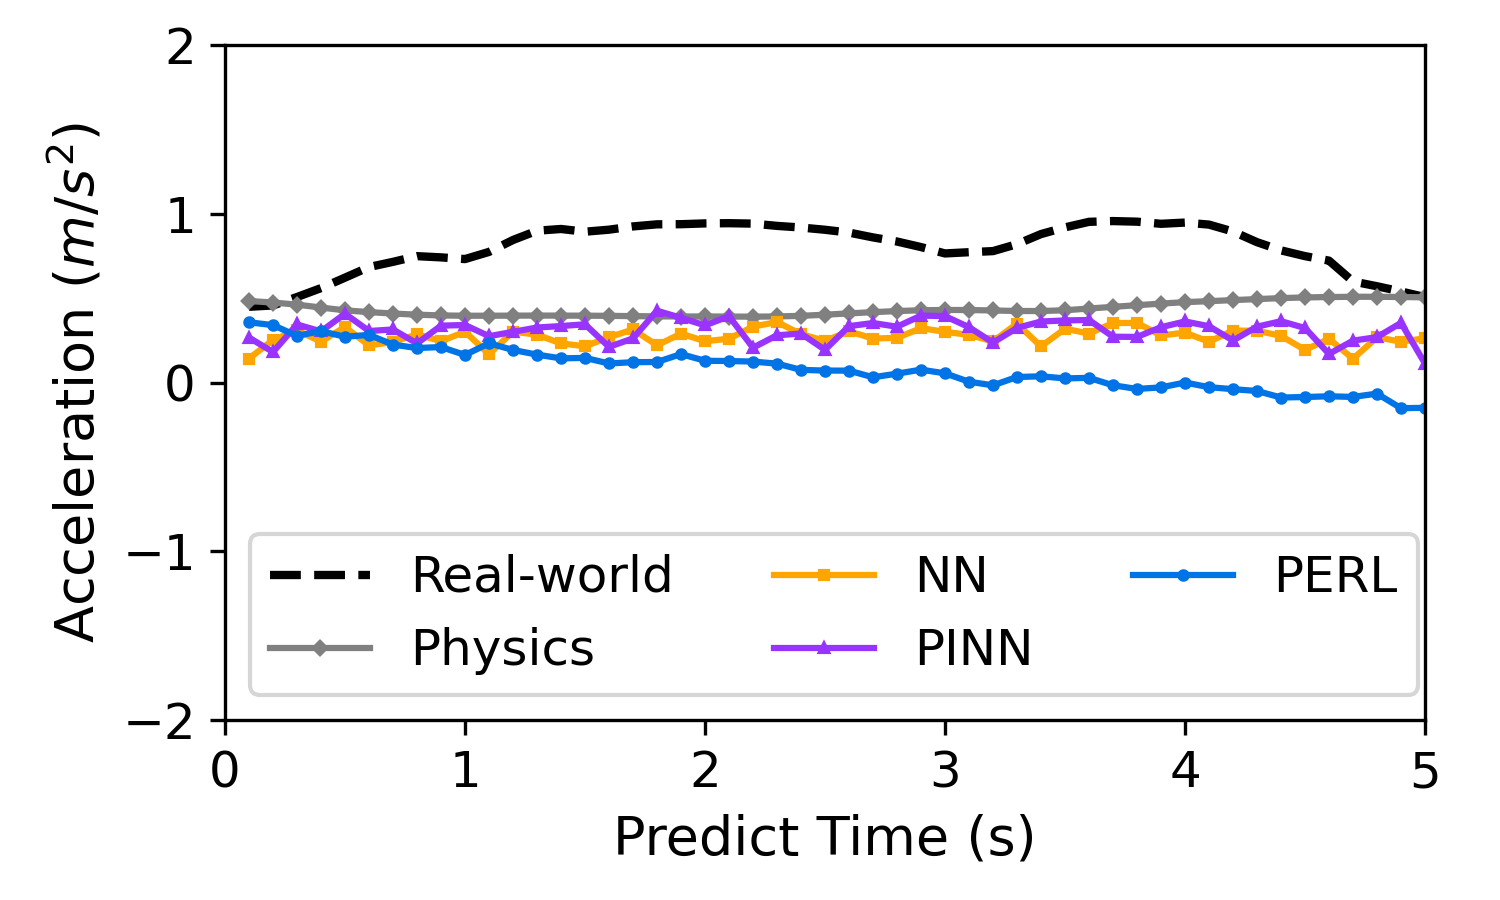 2
1
0
−1
−2
Acceleration (m/s²)
Real-world
Physics
NN
PINN
PERL
0 1 2 3 4 5
Predict Time (s)